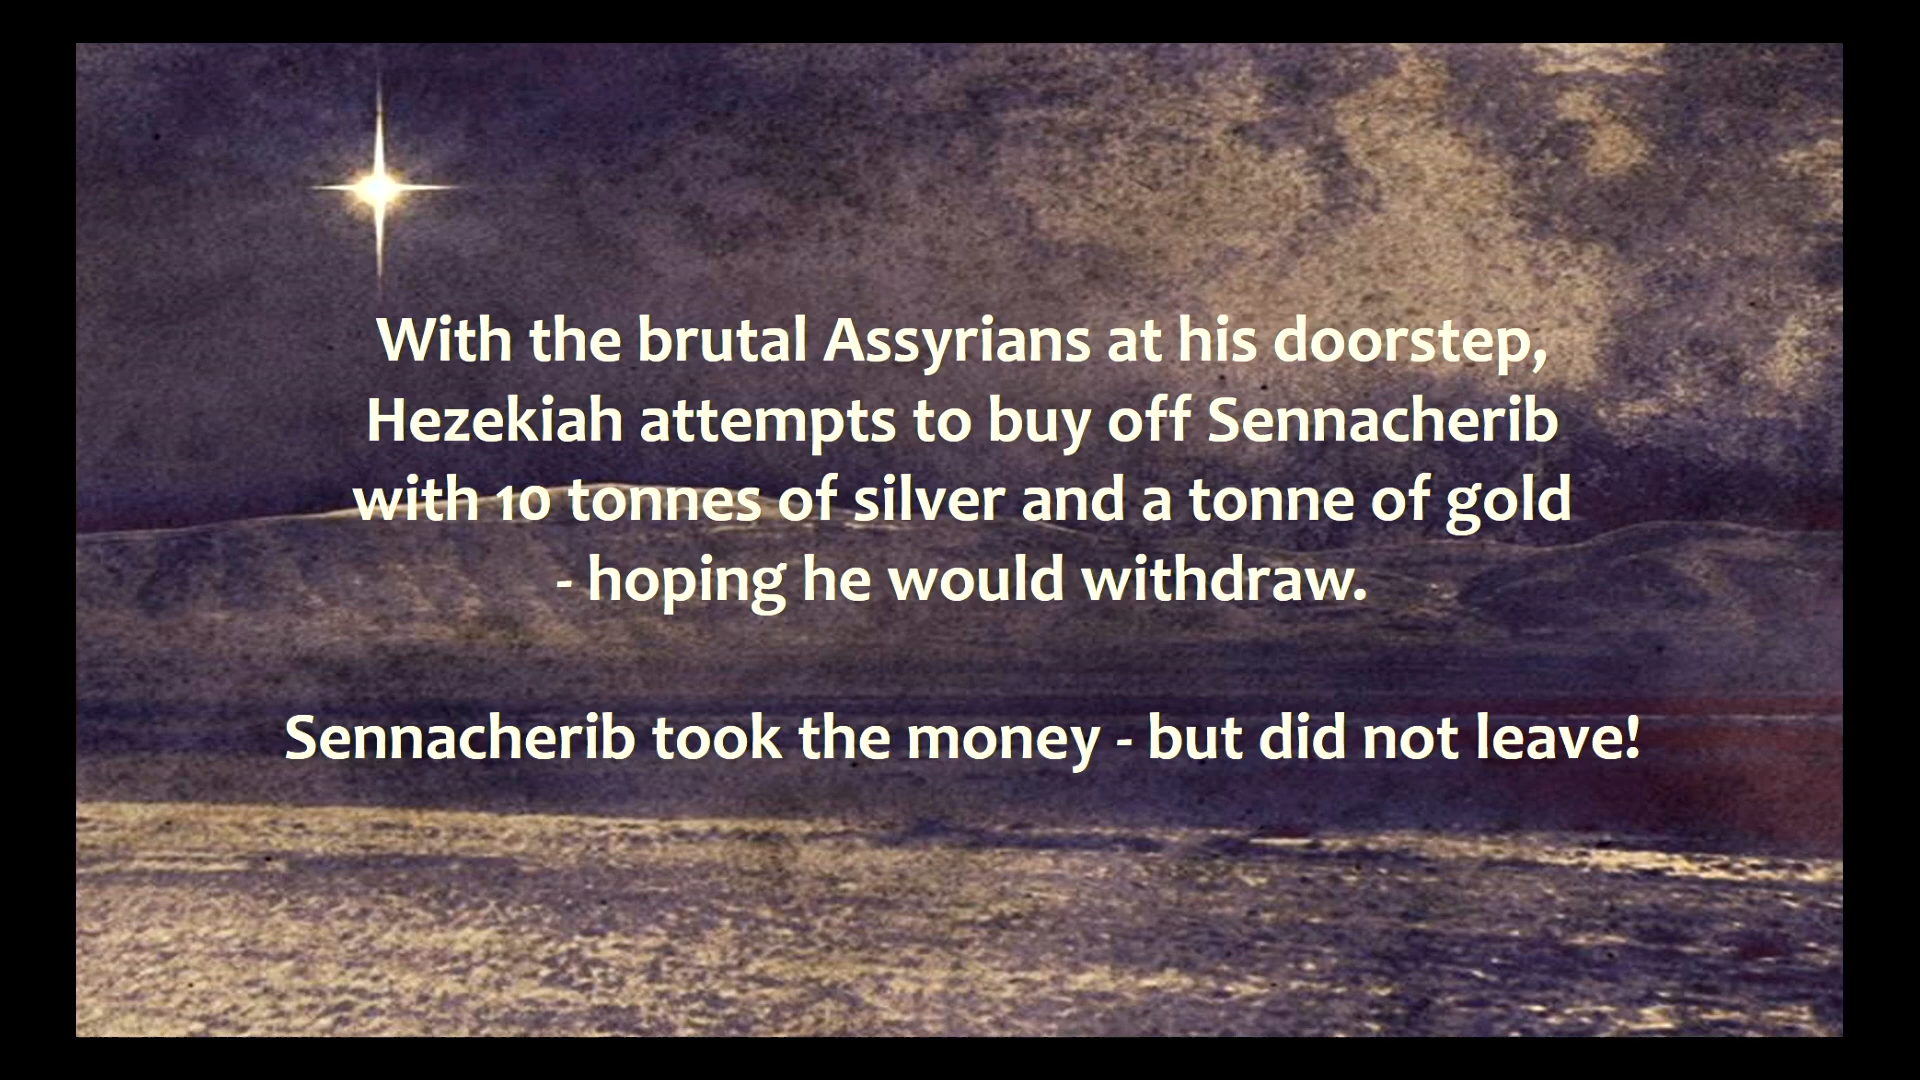 With the brutal Assyrians at his doorstep,
Hezekiah attempts to buy off Sennacherib
with 10 tonnes of silver and a tonne of gold
- hoping he would withdraw.
Sennacherib took the money - but did not leave!